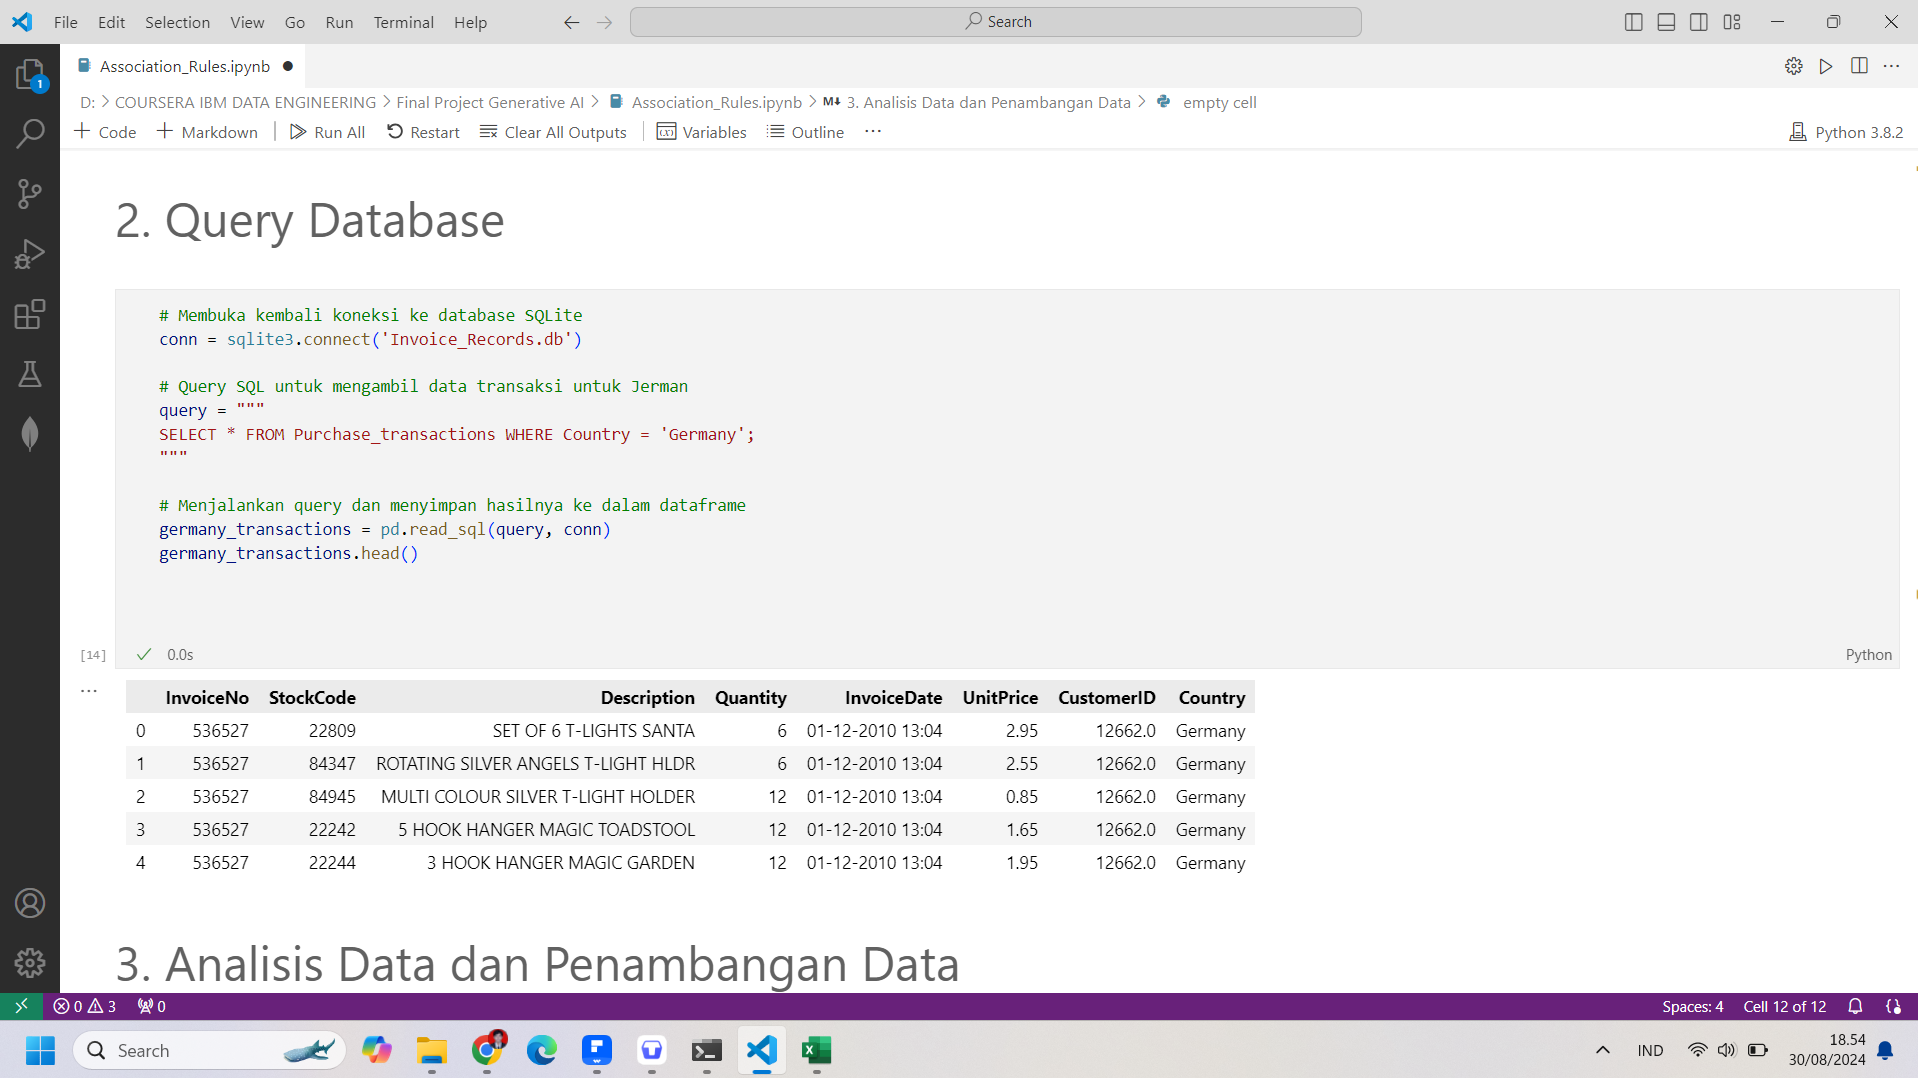 File Edit Selection View Go Run Terminal Help
Search
Association_Rules.ipynb
1
D: > COURSERA IBM DATA ENGINEERING > Final Project Generative AI > Association_Rules.ipynb > M↓ 3. Analisis Data dan Penambangan Data > empty cell
+ Code + Markdown | Run All Restart Clear All Outputs | Variables Outline ...
Python 3.8.2
2. Query Database
# Membuka kembali koneksi ke database SQLite
conn = sqlite3.connect('Invoice_Records.db')
# Query SQL untuk mengambil data transaksi untuk Jerman
query = """
SELECT * FROM Purchase_transactions WHERE Country = 'Germany';
"""
# Menjalankan query dan menyimpan hasilnya ke dalam dataframe
germany_transactions = pd.read_sql(query, conn)
germany_transactions.head()
[14] ✓ 0.0s Python
...
InvoiceNo StockCode Description Quantity InvoiceDate UnitPrice CustomerID Country
0 536527 22809 SET OF 6 T-LIGHTS SANTA 6 01-12-2010 13:04 2.95 12662.0 Germany
1 536527 84347 ROTATING SILVER ANGELS T-LIGHT HLDR 6 01-12-2010 13:04 2.55 12662.0 Germany
2 536527 84945 MULTI COLOUR SILVER T-LIGHT HOLDER 12 01-12-2010 13:04 0.85 12662.0 Germany
3 536527 22242 5 HOOK HANGER MAGIC TOADSTOOL 12 01-12-2010 13:04 1.65 12662.0 Germany
4 536527 22244 3 HOOK HANGER MAGIC GARDEN 12 01-12-2010 13:04 1.95 12662.0 Germany
3. Analisis Data dan Penambangan Data
0 3 0 Spaces: 4 Cell 12 of 12
Search
IND
18.54
30/08/2024